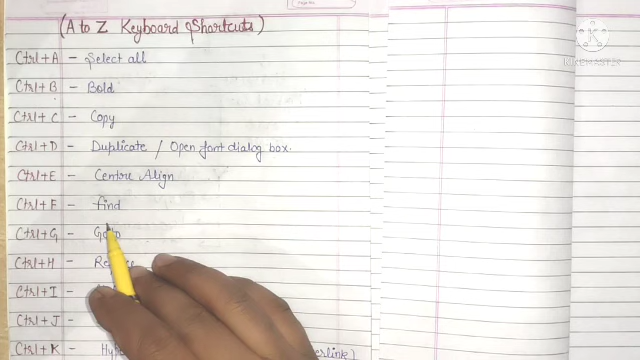 (A to Z Keyboard Shortcuts)
Ctrl+A - Select all
Ctrl+B - Bold
Ctrl+C - Copy
Ctrl+D - Duplicate / Open font dialog box.
Ctrl+E - Centre Align
Ctrl+F - find
Ctrl+G -
Ctrl+H -
Ctrl+I -
Ctrl+J -
Ctrl+K -
KINEMASTER